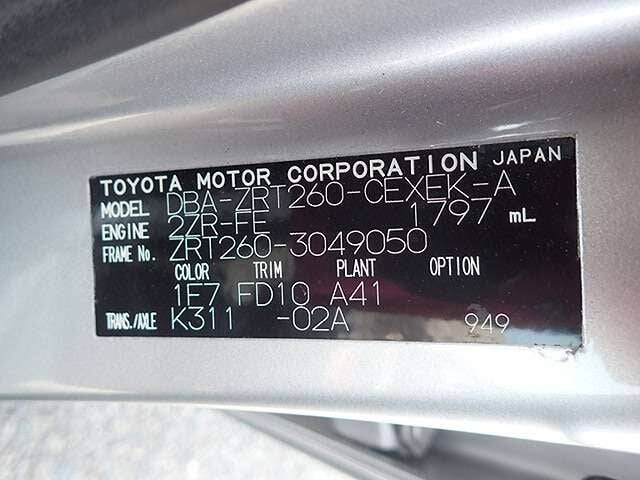 TOYOTA MOTOR CORPORATION JAPAN
MODEL DBA-ZRT260-CEXEK-A
ENGINE 2ZR-FE 1797 mL
FRAME No. ZRT260-3049050
COLOR TRIM PLANT OPTION
1E7 FD10 A41
TRANS./AXLE K311 -02A 949